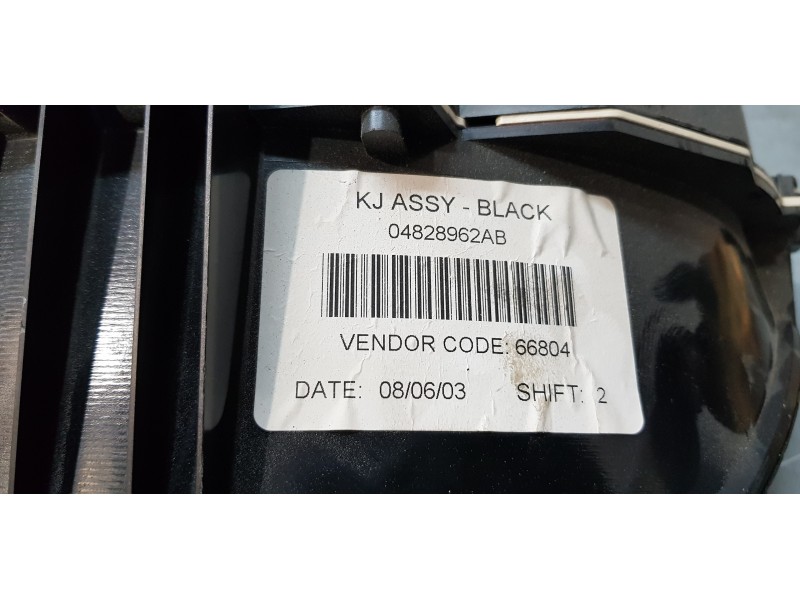 KJ ASSY - BLACK
04828962AB
VENDOR CODE: 66804
DATE: 08/06/03 SHIFT: 2